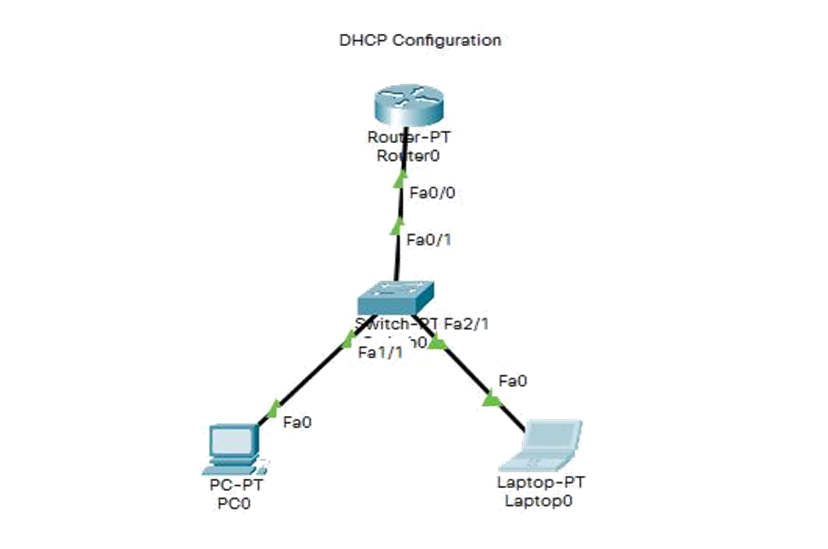 DHCP Configuration
Router-PT
Router0
Fa0/0
Fa0/1
Switch-PT Fa2/1
Fa1/1
Fa0
Fa0
PC-PT
PC0
Laptop-PT
Laptop0